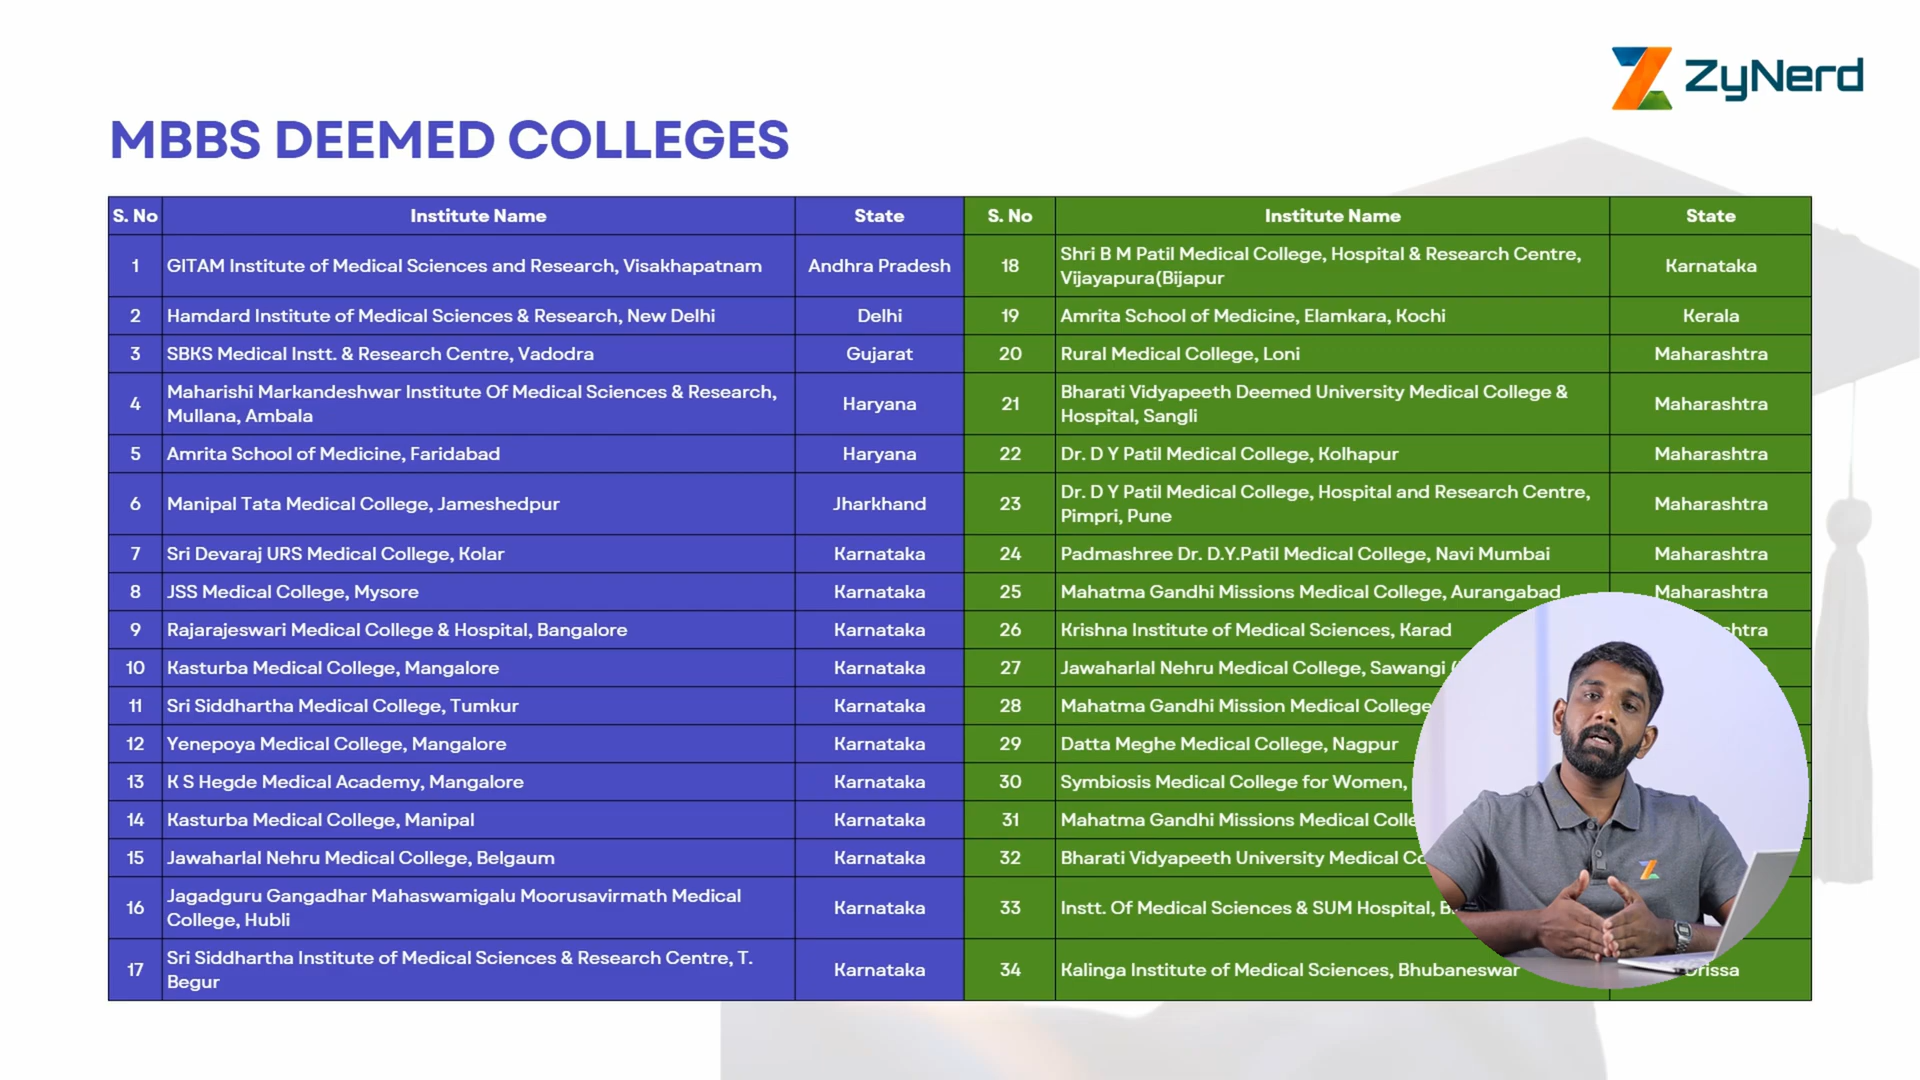 ZyNerd
MBBS DEEMED COLLEGES
S. No Institute Name State
1 GITAM Institute of Medical Sciences and Research, Visakhapatnam Andhra Pradesh
2 Hamdard Institute of Medical Sciences & Research, New Delhi Delhi
3 SBKS Medical Instt. & Research Centre, Vadodra Gujarat
4 Maharishi Markandeshwar Institute Of Medical Sciences & Research,
Mullana, Ambala Haryana
5 Amrita School of Medicine, Faridabad Haryana
6 Manipal Tata Medical College, Jameshedpur Jharkhand
7 Sri Devaraj URS Medical College, Kolar Karnataka
8 JSS Medical College, Mysore Karnataka
9 Rajarajeswari Medical College & Hospital, Bangalore Karnataka
10 Kasturba Medical College, Mangalore Karnataka
11 Sri Siddhartha Medical College, Tumkur Karnataka
12 Yenepoya Medical College, Mangalore Karnataka
13 K S Hegde Medical Academy, Mangalore Karnataka
14 Kasturba Medical College, Manipal Karnataka
15 Jawaharlal Nehru Medical College, Belgaum Karnataka
16 Jagadguru Gangadhar Mahaswamigalu Moorusavirmath Medical
College, Hubli Karnataka
17 Sri Siddhartha Institute of Medical Sciences & Research Centre, T.
Begur Karnataka
S. No Institute Name State
18 Shri B M Patil Medical College, Hospital & Research Centre,
Vijayapura(Bijapur Karnataka
19 Amrita School of Medicine, Elamkara, Kochi Kerala
20 Rural Medical College, Loni Maharashtra
21 Bharati Vidyapeeth Deemed University Medical College &
Hospital, Sangli Maharashtra
22 Dr. D Y Patil Medical College, Kolhapur Maharashtra
23 Dr. D Y Patil Medical College, Hospital and Research Centre,
Pimpri, Pune Maharashtra
24 Padmashree Dr. D.Y.Patil Medical College, Navi Mumbai Maharashtra
25 Mahatma Gandhi Missions Medical College, Aurangabad Maharashtra
26 Krishna Institute of Medical Sciences, Karad
27 Jawaharlal Nehru Medical College, Sawangi
28 Mahatma Gandhi Mission Medical College
29 Datta Meghe Medical College, Nagpur
30 Symbiosis Medical College for Women,
31 Mahatma Gandhi Missions Medical
32 Bharati Vidyapeeth University Medical
33 Instt. Of Medical Sciences & SUM Hospital,
34 Kalinga Institute of Medical Sciences, Bhubaneswar Orissa